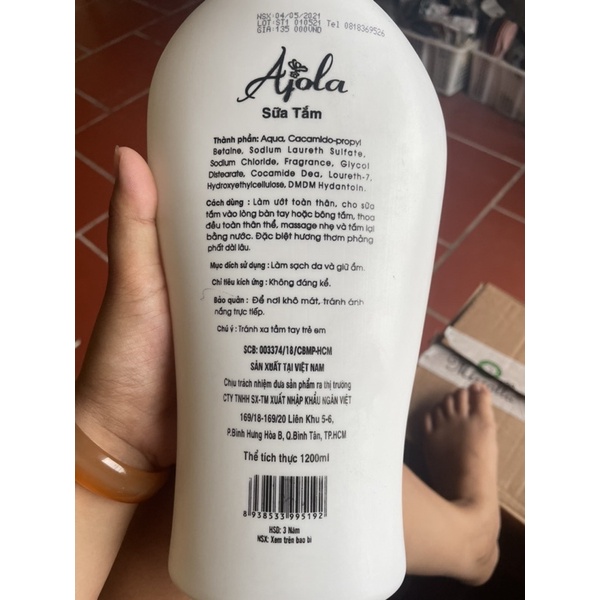 NSX:04/05/2021
LOT:ST1 010521 Tel 0818369526
GIA:135 000VND
Ajola
Sữa Tắm
Thành phần: Aqua, Cacamido-propyl
Betaine, Sodium Laureth Sulfate,
Sodium Chloride, Fragrance, Glycol
Distearate, Cocamide Dea, Loureth-7,
Hydroxyethylcellulose, DMDM Hydantoin.
Cách dùng : Làm ướt toàn thân, cho sữa
tắm vào lòng bàn tay hoặc bông tắm, thoa
đều toàn thân thể, massage nhẹ và tắm lại
bằng nước. Đặc biệt hương thơm phảng
phất dài lâu.
Mục đích sử dụng : Làm sạch da và giữ ẩm.
Chỉ tiêu kích ứng : Không đáng kể.
Bảo quản : Để nơi khô mát, tránh ánh
nắng trực tiếp.
Chú ý : Tránh xa tầm tay trẻ em
SCB: 003374/18/CBMP-HCM
SẢN XUẤT TẠI VIỆT NAM
Chịu trách nhiệm đưa sản phẩm ra thị trường
CTY TNHH SX-TM XUẤT NHẬP KHẨU NGÂN VIỆT
169/18-169/20 Liên Khu 5-6,
P.Bình Hưng Hòa B, Q.Bình Tân, TP.HCM
Thể tích thực 1200ml
8 938533 995192
HSD: 3 Năm
NSX: Xem trên bao bì